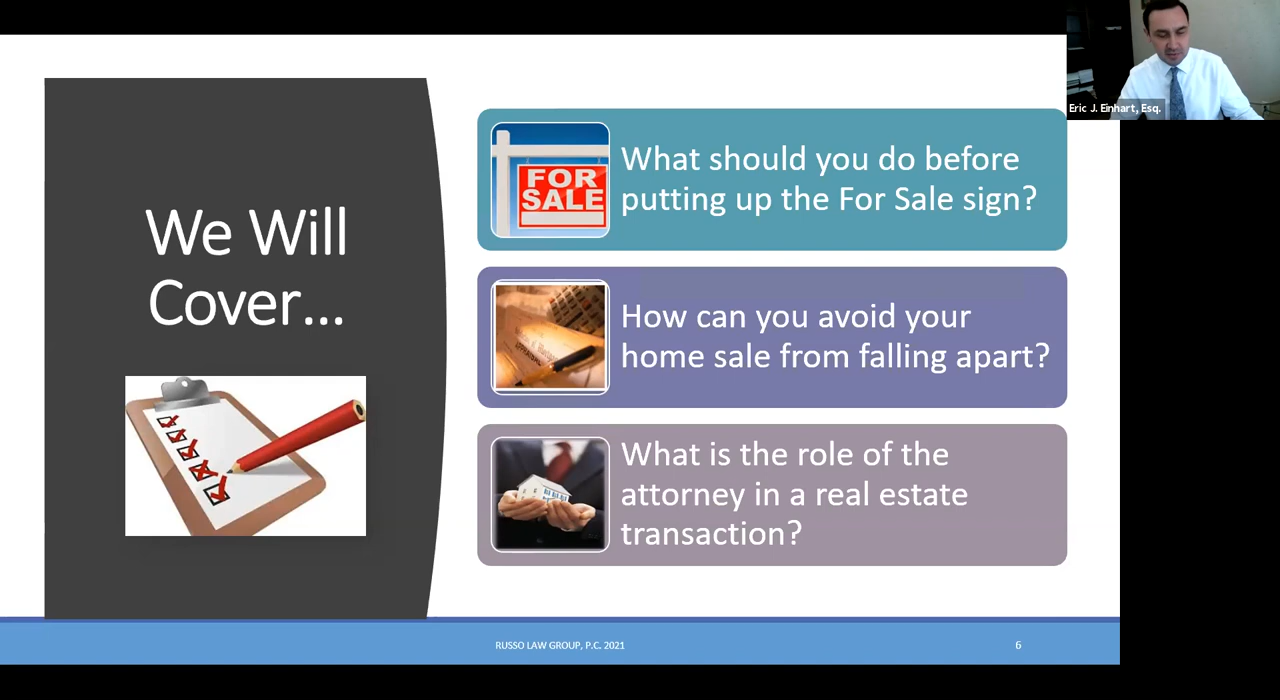 Eric J. Einhart, Esq.
We Will
Cover...
FOR
SALE
What should you do before
putting up the For Sale sign?
How can you avoid your
home sale from falling apart?
What is the role of the
attorney in a real estate
transaction?
RUSSO LAW GROUP, P.C. 2021
6